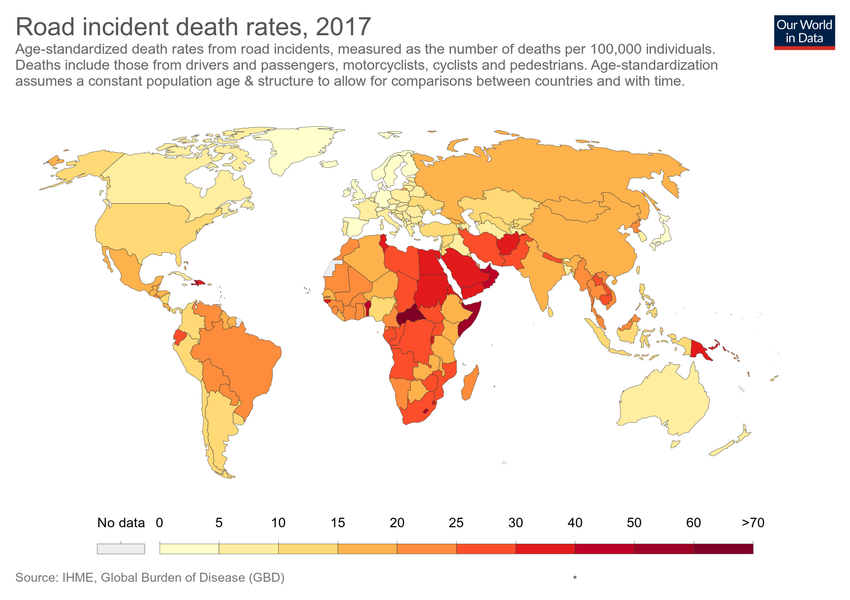 Road incident death rates, 2017
Our World
in Data
Age-standardized death rates from road incidents, measured as the number of deaths per 100,000 individuals.
Deaths include those from drivers and passengers, motorcyclists, cyclists and pedestrians. Age-standardization
assumes a constant population age & structure to allow for comparisons between countries and with time.
No data 0 5 10 15 20 25 30 40 50 60 >70
Source: IHME, Global Burden of Disease (GBD)
•